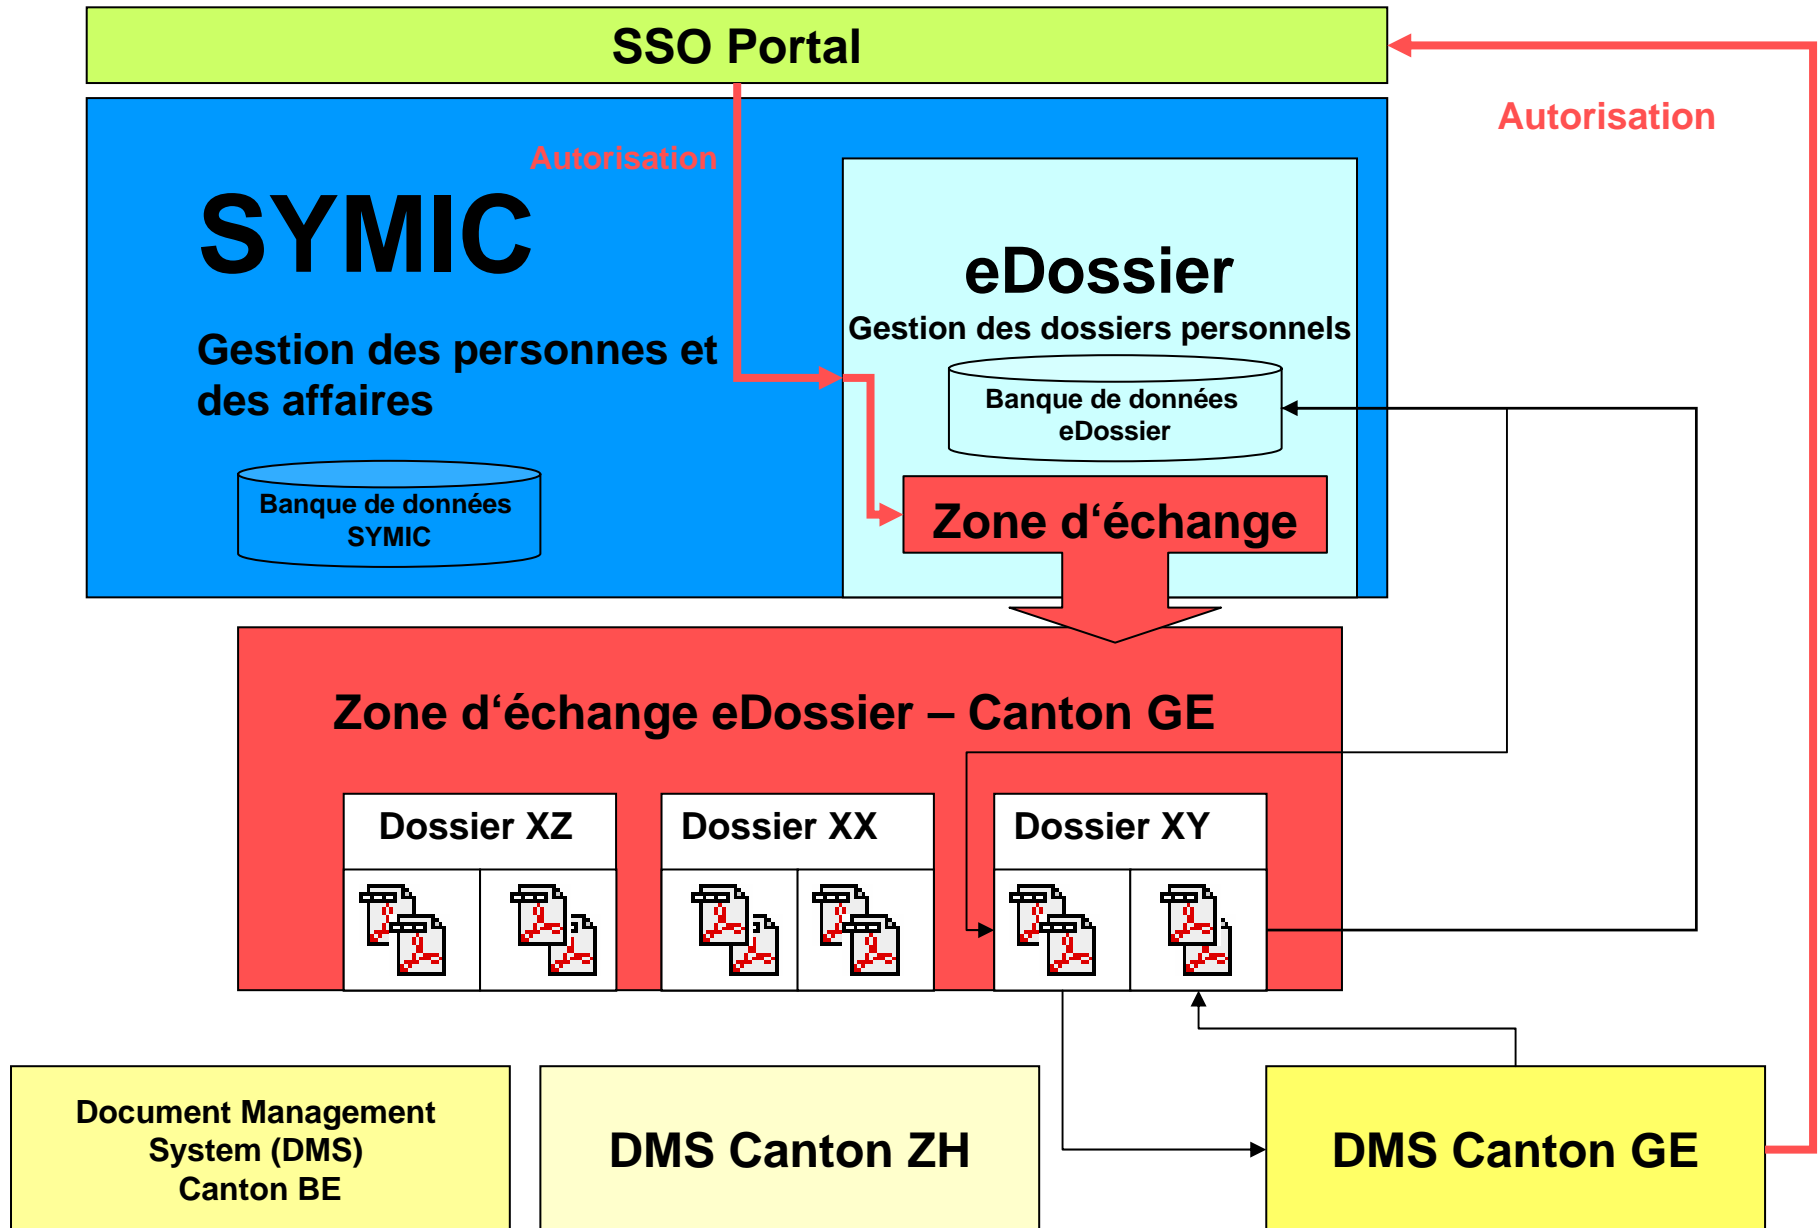 SSO Portal
Autorisation
Autorisation
SYMIC
Gestion des personnes et
des affaires
Banque de données
SYMIC
eDossier
Gestion des dossiers personnels
Banque de données
eDossier
Zone d‘échange
Zone d‘échange eDossier – Canton GE
Dossier XZ
Dossier XX
Dossier XY
Document Management
System (DMS)
Canton BE
DMS Canton ZH
DMS Canton GE